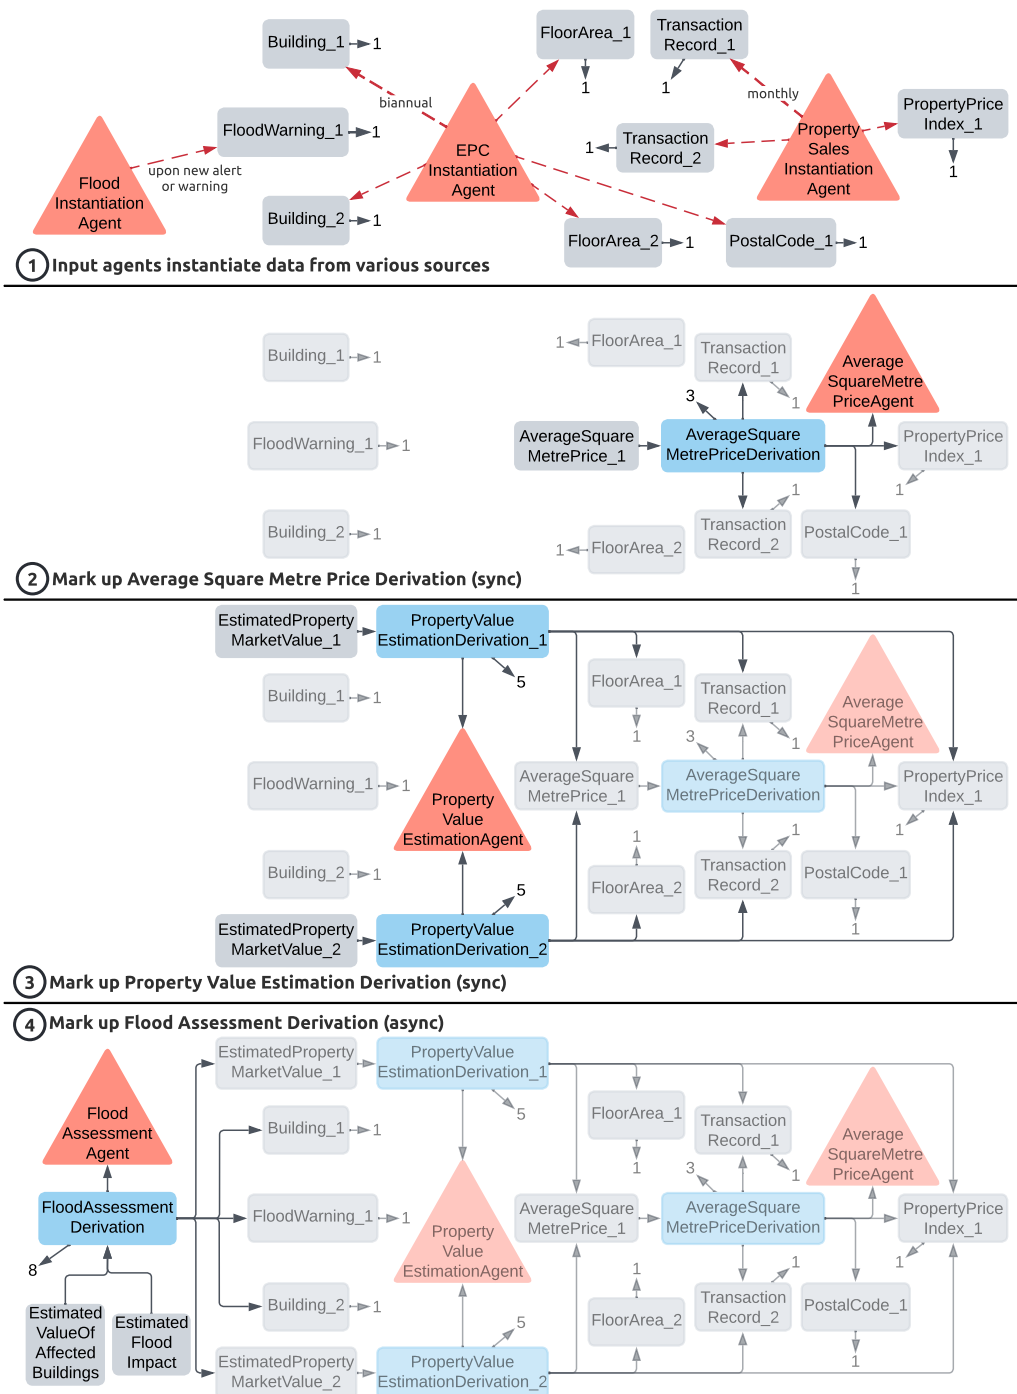 Building_1
1
FloorArea_1
1
Transaction
Record_1
1
biannual
monthly
FloodWarning_1
1
upon new alert
or warning
Flood
Instantiation
Agent
EPC
Instantiation
Agent
1
Transaction
Record_2
Property
Sales
Instantiation
Agent
PropertyPrice
Index_1
1
Building_2
1
FloorArea_2
1
PostalCode_1
1
1 Input agents instantiate data from various sources
Building_1
1
1
FloorArea_1
Transaction
Record_1
1
Average
SquareMetre
PriceAgent
3
FloodWarning_1
1
AverageSquare
MetrePrice_1
AverageSquare
MetrePriceDerivation
PropertyPrice
Index_1
1
Building_2
1
1
FloorArea_2
Transaction
Record_2
1
PostalCode_1
1
2 Mark up Average Square Metre Price Derivation (sync)
EstimatedProperty
MarketValue_1
PropertyValue
EstimationDerivation_1
5
Building_1
1
FloorArea_1
1
Transaction
Record_1
1
Average
SquareMetre
PriceAgent
3
FloodWarning_1
1
Property
Value
EstimationAgent
AverageSquare
MetrePrice_1
AverageSquare
MetrePriceDerivation
PropertyPrice
Index_1
1
Building_2
1
1
FloorArea_2
Transaction
Record_2
1
PostalCode_1
1
5
EstimatedProperty
MarketValue_2
PropertyValue
EstimationDerivation_2
3 Mark up Property Value Estimation Derivation (sync)
4 Mark up Flood Assessment Derivation (async)
EstimatedProperty
MarketValue_1
PropertyValue
EstimationDerivation_1
5
Flood
Assessment
Agent
Building_1
1
FloorArea_1
1
Transaction
Record_1
1
Average
SquareMetre
PriceAgent
3
FloodAssessment
Derivation
8
FloodWarning_1
1
Property
Value
EstimationAgent
AverageSquare
MetrePrice_1
AverageSquare
MetrePriceDerivation
PropertyPrice
Index_1
1
Estimated
ValueOf
Affected
Buildings
Estimated
Flood
Impact
Building_2
1
1
FloorArea_2
Transaction
Record_2
1
PostalCode_1
1
5
EstimatedProperty
MarketValue_2
PropertyValue
EstimationDerivation_2